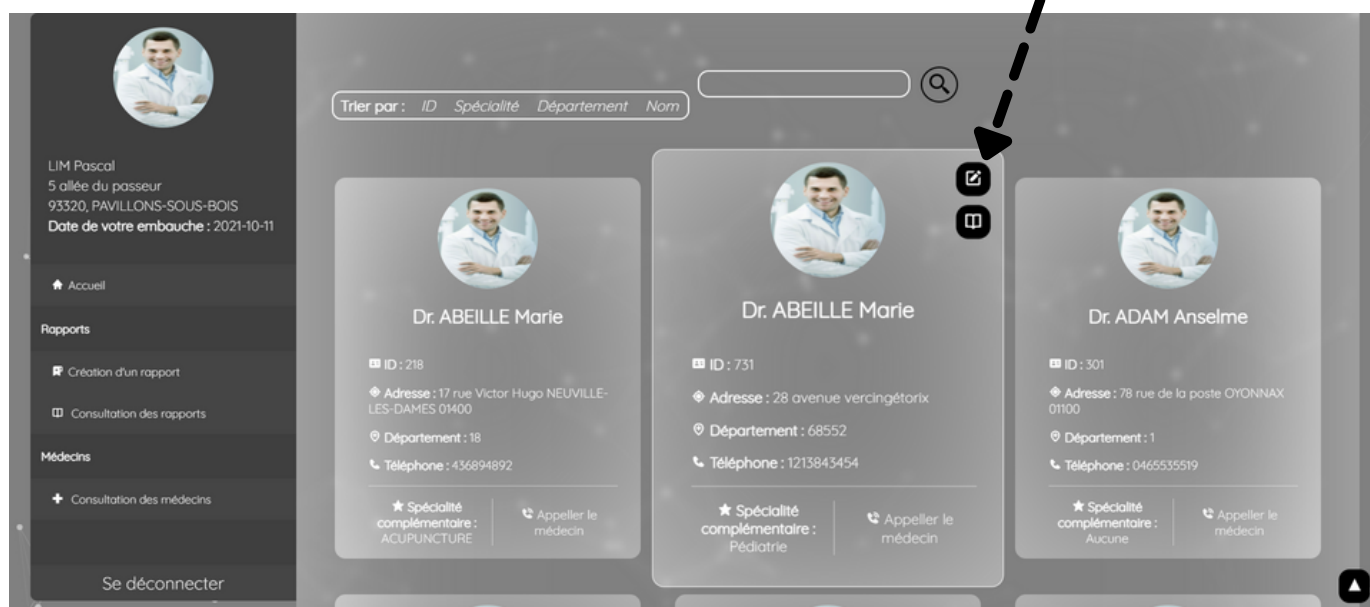 LIM Pascal
5 allée du passeur
93320, PAVILLONS-SOUS-BOIS
Date de votre embauche : 2021-10-11
Accueil
Rapports
Création d'un rapport
Consultation des rapports
Médecins
Consultation des médecins
Se déconnecter
Trier par : ID Spécialité Département Nom
Dr. ABEILLE Marie
ID : 218
Adresse : 17 rue Victor Hugo NEUVILLE-
LES-DAMES 01400
Département : 18
Téléphone : 436894892
Spécialité
complémentaire :
ACUPUNCTURE
Appeller le
médecin
Dr. ABEILLE Marie
ID : 731
Adresse : 28 avenue vercingétorix
Département : 68552
Téléphone : 1213843454
Spécialité
complémentaire :
Pédiatrie
Appeller le
médecin
Dr. ADAM Anselme
ID : 301
Adresse : 78 rue de la poste OYONNAX
01100
Département : 1
Téléphone : 0465535519
Spécialité
complémentaire :
Aucune
Appeller le
médecin